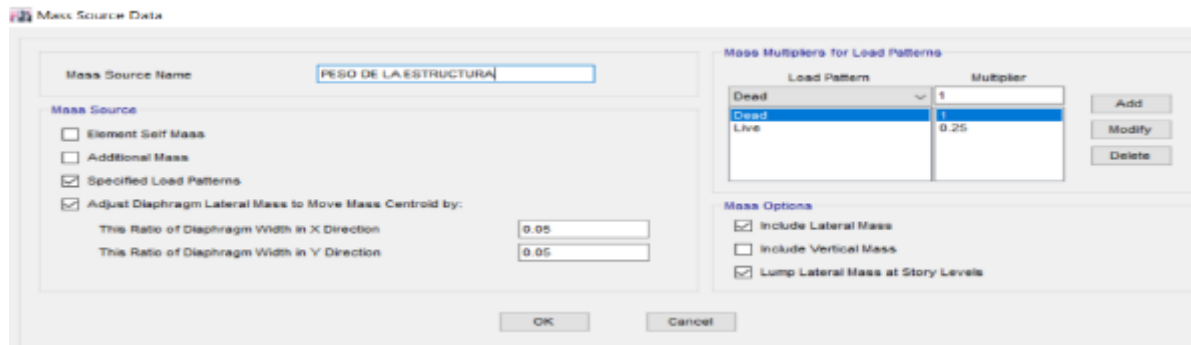 Mass Source Data
Mass Source Name PESO DE LA ESTRUCTURA
Mass Source
Element Self Mass
Additional Mass
Specified Load Patterns
Adjust Diaphragm Lateral Mass to Move Mass Centroid by:
This Ratio of Diaphragm Width in X Direction 0.05
This Ratio of Diaphragm Width in Y Direction 0.05
Mass Multipliers for Load Patterns
Load Pattern Multiplier
Dead 1 Add
Dead 1
Live 0.25 Modify
Delete
Mass Options
Include Lateral Mass
Include Vertical Mass
Lump Lateral Mass at Story Levels
OK Cancel